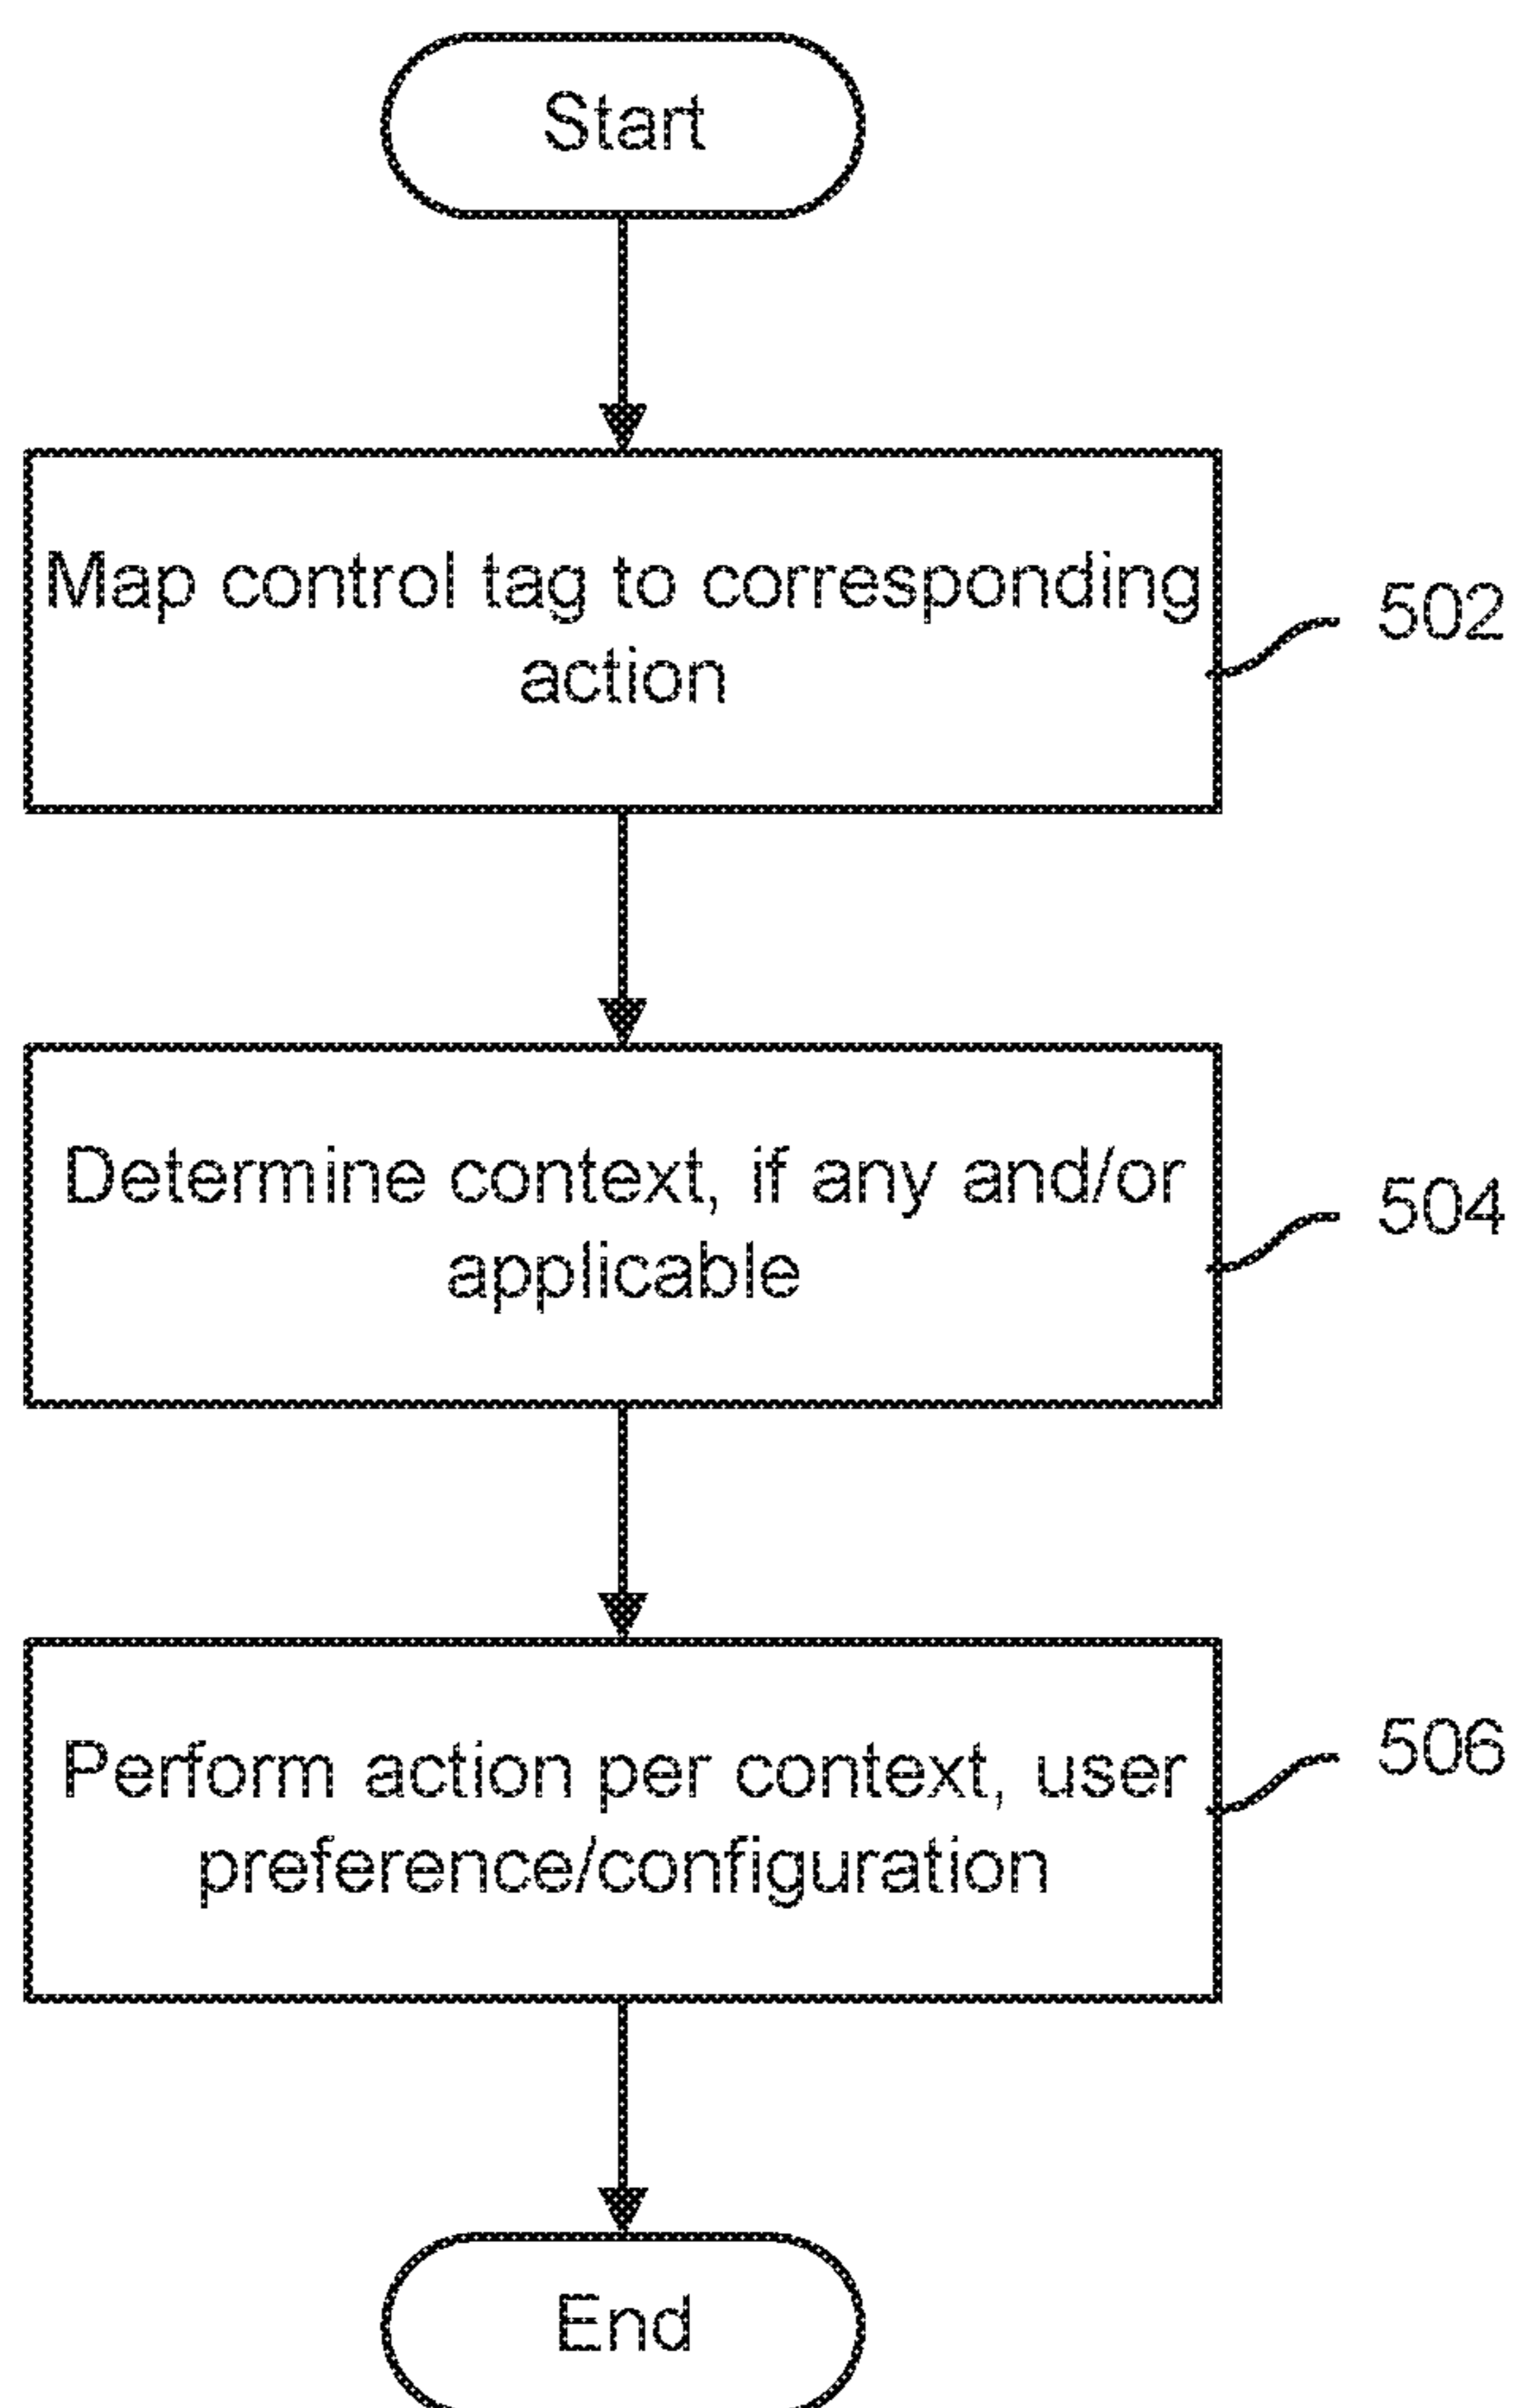 Start
Map control tag to corresponding
action
502
Determine context, if any and/or
applicable
504
Perform action per context, user
preference/configuration
506
End